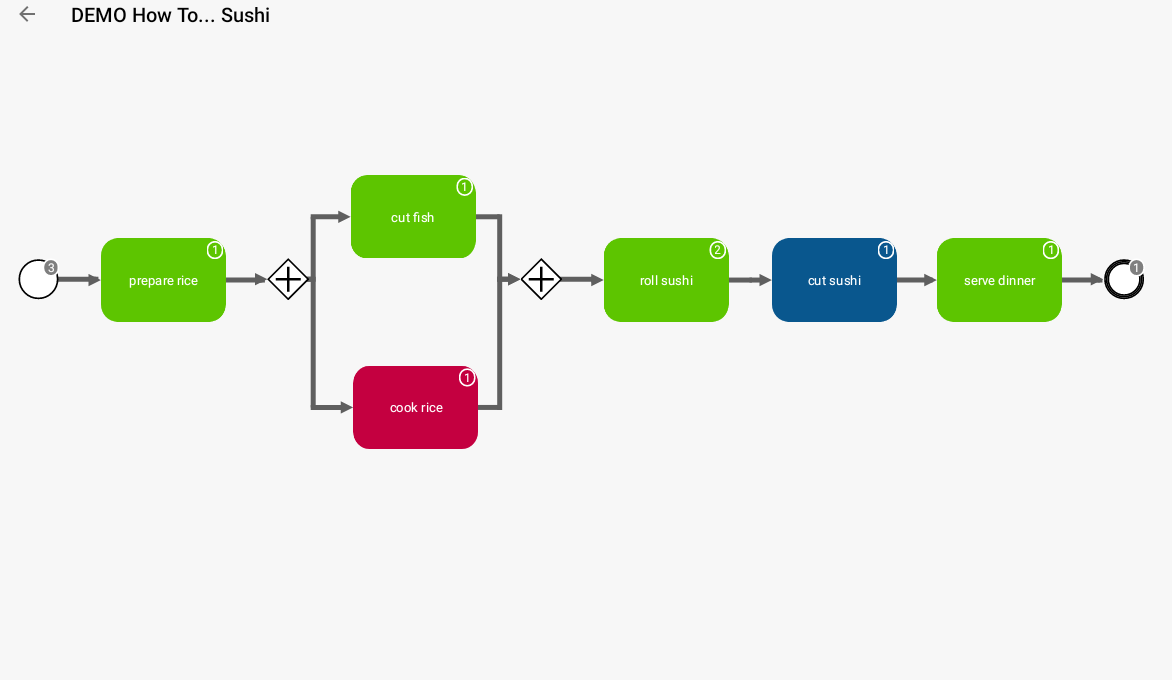 DEMO How To... Sushi
3
prepare rice
1
cut fish
1
cook rice
1
roll sushi
2
cut sushi
1
serve dinner
1
1